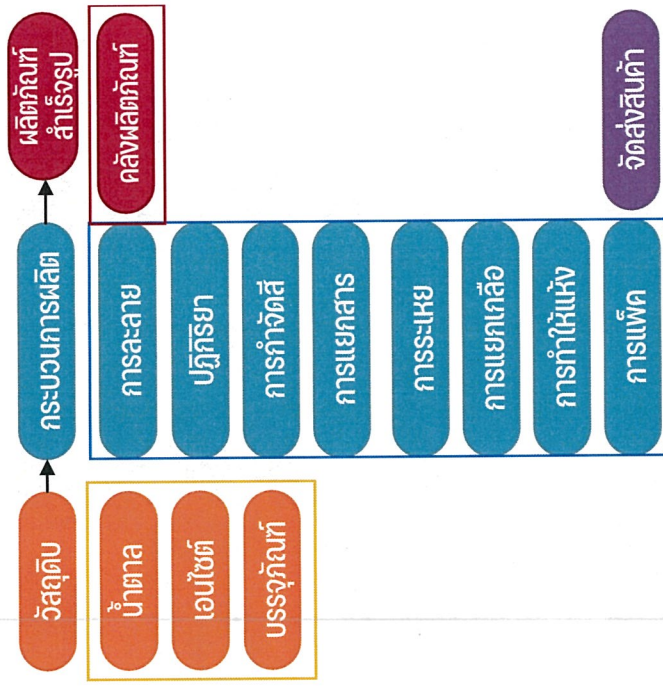 วัสถุดิบ
น้ำตาล
เอนไซต์
บรรจุภัณฑ์
กระบวนการผลิต
การละลาย
ปฏิกิริยา
การกำจัดสี
การแยกสาร
การระเหย
การแยกเกลือ
การทำให้แห้ง
การแพ็ค
ผลิตภัณฑ์
สำเร็จรูป
คลังผลิตภัณฑ์
จัดส่งสินค้า